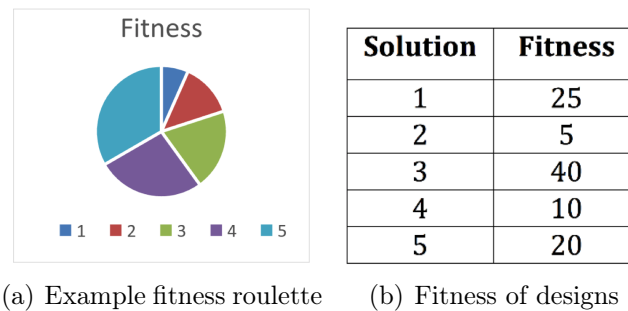 Fitness
1 2 3 4 5
(a) Example fitness roulette
Solution Fitness
1 25
2 5
3 40
4 10
5 20
(b) Fitness of designs